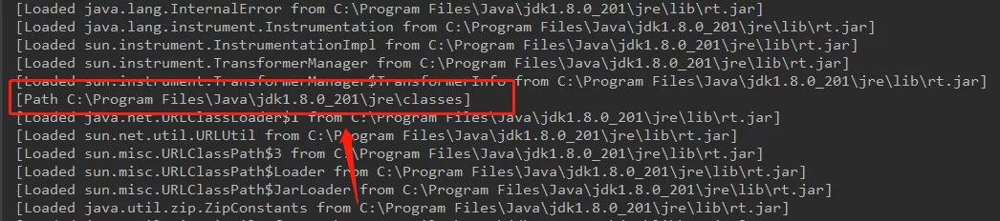 [Loaded java.lang.InternalError from C:\Program Files\Java\jdk1.8.0_201\jre\lib\rt.jar]
[Loaded java.lang.instrument.Instrumentation from C:\Program Files\Java\jdk1.8.0_201\jre\lib\rt.jar]
[Loaded sun.instrument.InstrumentationImpl from C:\Program Files\Java\jdk1.8.0_201\jre\lib\rt.jar]
[Loaded sun.instrument.TransformerManager from C:\Program Files\Java\jdk1.8.0_201\jre\lib\rt.jar]
[Loaded sun.instrument.TransformerManager$TransformerInfo from C:\Program Files\Java\jdk1.8.0_201\jre\lib\rt.jar]
[Path C:\Program Files\Java\jdk1.8.0_201\jre\classes]
[Loaded java.net.URLClassLoader$1 from C:\Program Files\Java\jdk1.8.0_201\jre\lib\rt.jar]
[Loaded sun.net.util.URLUtil from C:\Program Files\Java\jdk1.8.0_201\jre\lib\rt.jar]
[Loaded sun.misc.URLClassPath$3 from C:\Program Files\Java\jdk1.8.0_201\jre\lib\rt.jar]
[Loaded sun.misc.URLClassPath$Loader from C:\Program Files\Java\jdk1.8.0_201\jre\lib\rt.jar]
[Loaded sun.misc.URLClassPath$JarLoader from C:\Program Files\Java\jdk1.8.0_201\jre\lib\rt.jar]
[Loaded java.util.zip.ZipConstants from C:\Program Files\Java\jdk1.8.0_201\jre\lib\rt.jar]